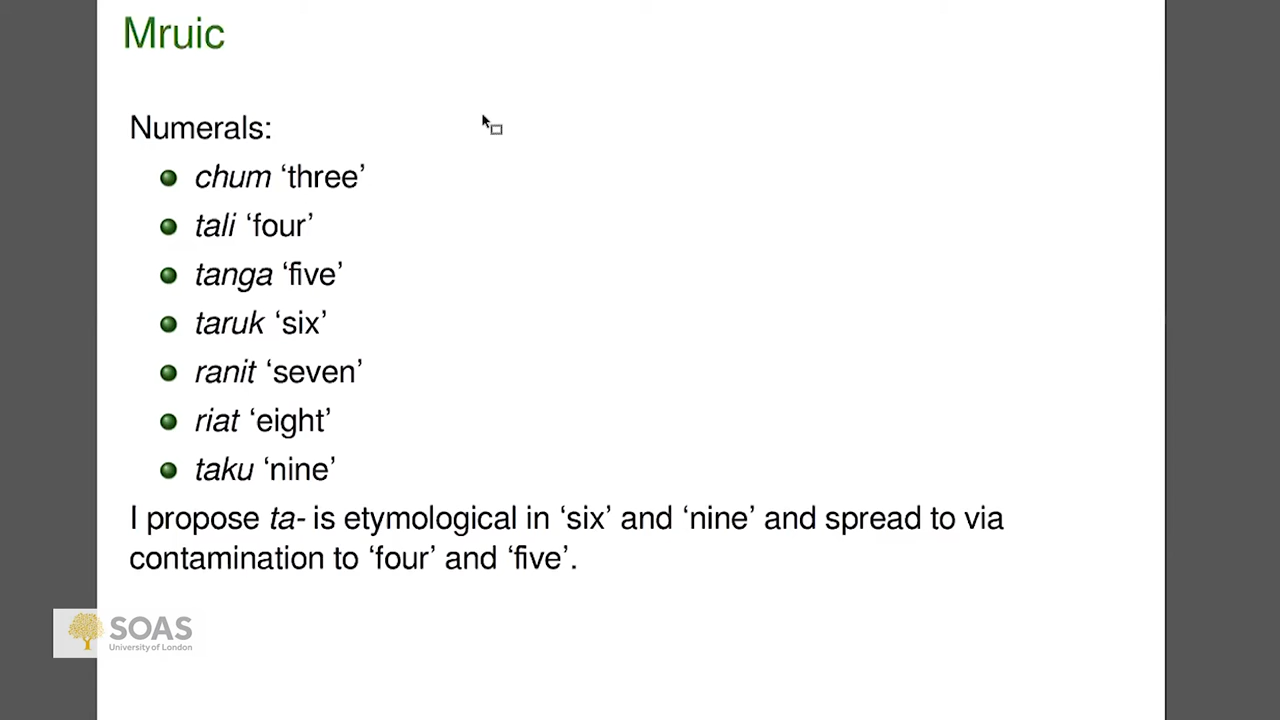 Mruic
Numerals:
chum ‘three’
tali ‘four’
tanga ‘five’
taruk ‘six’
ranit ‘seven’
riat ‘eight’
taku ‘nine’
I propose ta- is etymological in ‘six’ and ‘nine’ and spread to via
contamination to ‘four’ and ‘five’.
SOAS
University of London